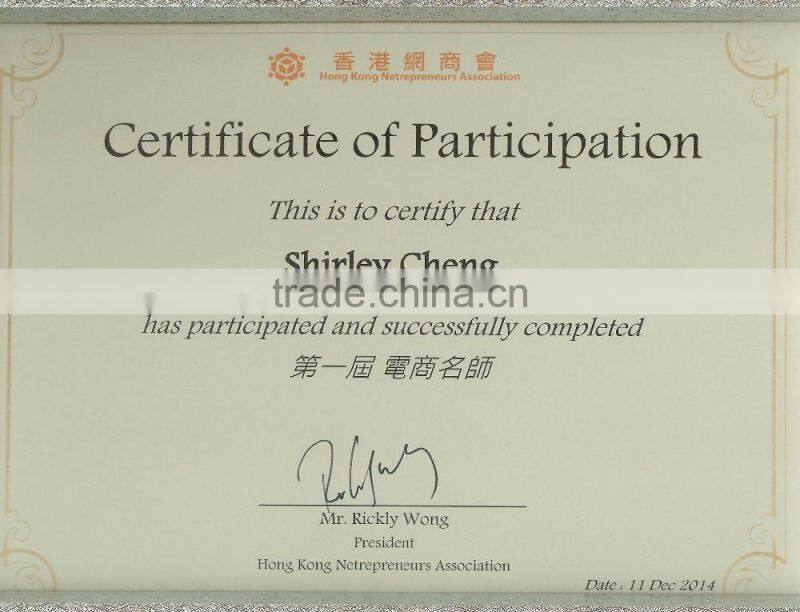 香港網商會
Hong Kong Netrepreneurs Association
Certificate of Participation
This is to certify that
Shirley Cheng
trade.china.cn
has participated and successfully completed
第一屆 電商名師
Mr. Rickly Wong
President
Hong Kong Netrepreneurs Association
Date : 11 Dec 2014